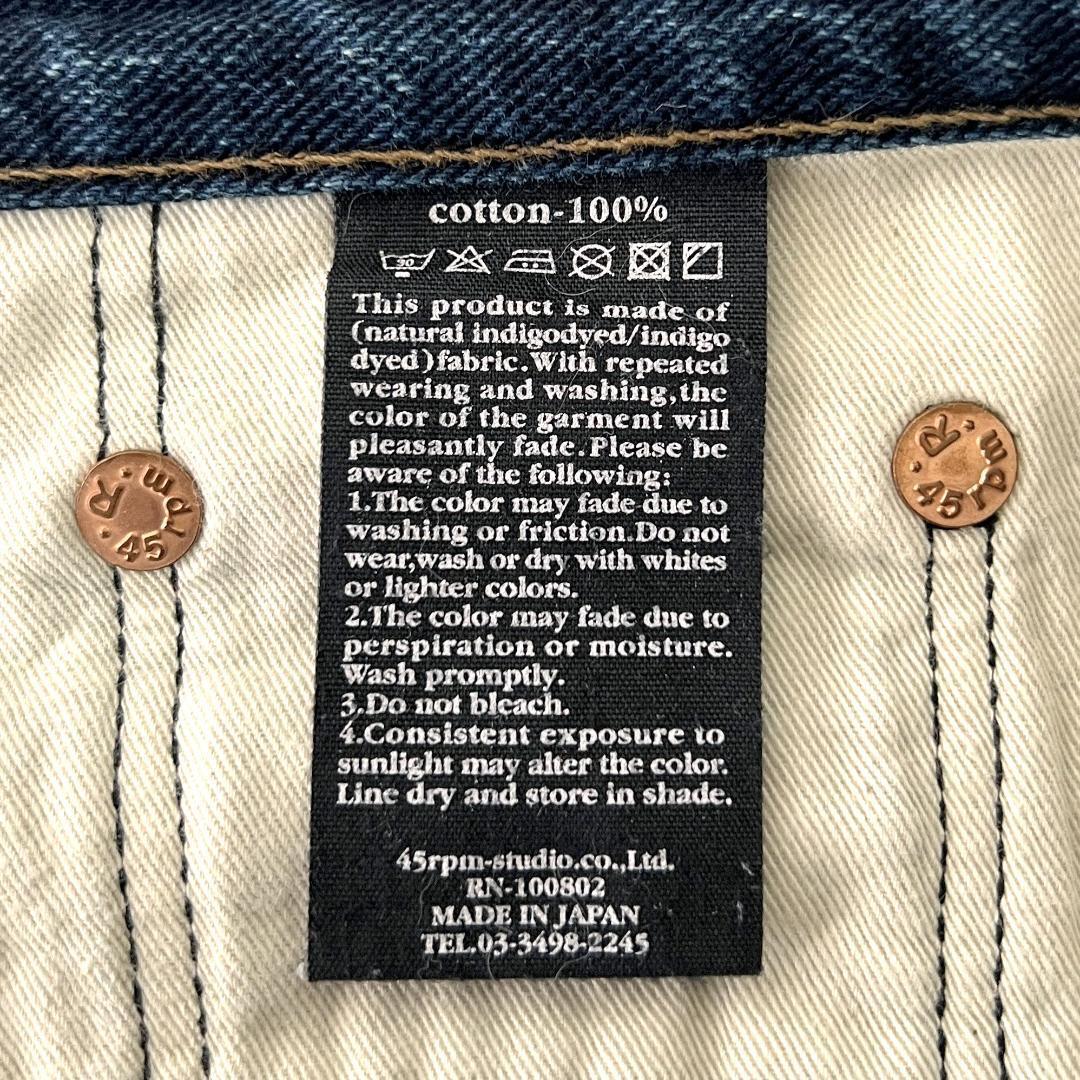 cotton-100%
30
This product is made of
(natural indigodyed/indigo
dyed)fabric.With repeated
wearing and washing,the
color of the garment will
pleasantly fade.Please be
aware of the following:
1.The color may fade due to
washing or friction.Do not
wear,wash or dry with whites
or lighter colors.
2.The color may fade due to
perspiration or moisture.
Wash promptly.
3.Do not bleach.
4.Consistent exposure to
sunlight may alter the color.
Line dry and store in shade.
45rpm-studio.co.,Ltd.
RN-100802
MADE IN JAPAN
TEL.03-3498-2245
R·45rpm·
R·45rpm·